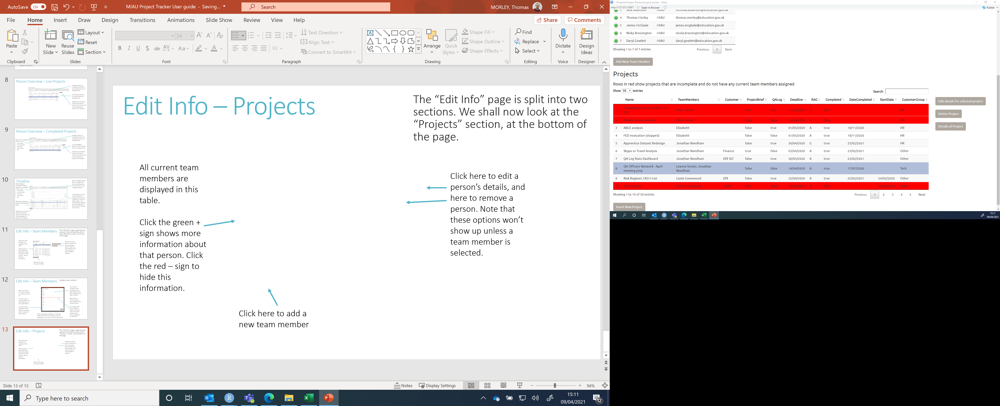 AutoSave On
MIAU Project Tracker User guide - Saving...
Search
MORLEY, Thomas
File Home Insert Draw Design Transitions Animations Slide Show Review View Help
Share Comments
Paste
New Slide
Reuse Slides
Layout
Reset
Section
24
B I U S ab AV Aa A
Text Direction
Align Text
Convert to SmartArt
Arrange
Quick Styles
Shape Fill
Shape Outline
Shape Effects
Find
Replace
Select
Dictate
Design Ideas
Clipboard Slides Font Paragraph Drawing Editing Voice Designer
8
Person Overview – Live Projects
9
Person Overview – Completed Projects
10
Timeline
11
Edit Info – Team Members
12
Edit Info – Team Members
Adding a team member
13
Edit Info – Projects
Edit Info – Projects
The “Edit Info” page is split into two
sections. We shall now look at the
“Projects” section, at the bottom of
the page.
All current team
members are
displayed in this
table.
Click the green +
sign shows more
information about
that person. Click
the red – sign to
hide this
information.
Click here to edit a
person’s details, and
here to remove a
person. Note that
these options won’t
show up unless a
team member is
selected.
Click here to add a
new team member
Slide 13 of 13
Notes Display Settings 94%
Type here to search
15:11
09/04/2021
12
~/Projects/Project Tracker/project_tracker - Shiny
http://127.0.0.1:5087 Open in Browser Publish
3 Nick Adamson MIAU nicholas.adamson@education.gov.uk
4 Thomas Morley MIAU thomas.morley@education.gov.uk
5 James McGlade MIAU james.mcglade@education.gov.uk
6 Nicky Brassington MIAU nicola.brassington@education.gov.uk
7 Daryl Gowlett MIAU daryl.gowlett@education.gov.uk
Showing 1 to 7 of 7 entries Previous 1 Next
Add New Team Member
Projects
Rows in red show projects that are incomplete and do not have any current team members assigned
Show 10 entries
Search:
Name TeamMembers Customer ProjectBrief QALog Deadline RAG Completed DateCompleted StartDate CustomerGroup
1 Management Span Analysis Peter Heath true true 11/03/2020 G false HR
2 People Survey Analysis Peter Heath false true 16/03/2020 A false HR
3 ABLE analysis Elizabeth false true 01/05/2020 A true 18/11/2020 HR
4 FED evaluation (stopped) Elizabeth false false 01/05/2020 A true 18/11/2020 HR
5 Apprentice Dataset Redesign Jonathan Needham false true 30/04/2020 G true 23/02/2021 HR
6 Skype vs Travel Analysis Jonathan Needham Finance true false 03/04/2020 A true 23/02/2021 Other
7 QA Log Stats Dashboard Jonathan Needham DfE SLT false true 30/05/2020 A true 23/02/2021 Other
8 QA Officers Network - April meeting prep Leanne Sunter, Jonathan Needham false false 14/04/2020 A true 17/07/2020 Tech
9 Risk Register / BCM List Lizzie Greenwood DfE false true 25/09/2020 A true 25/02/2021 24/02/2020 Other
10 OR Database Lizzie Greenwood GORS false false A false 06/04/2020 Other
Showing 1 to 10 of 50 entries Previous 1 2 3 4 5 Next
Insert New Project
Edit details for selected project
Delete Project
Details of Project
15:11
09/04/2021